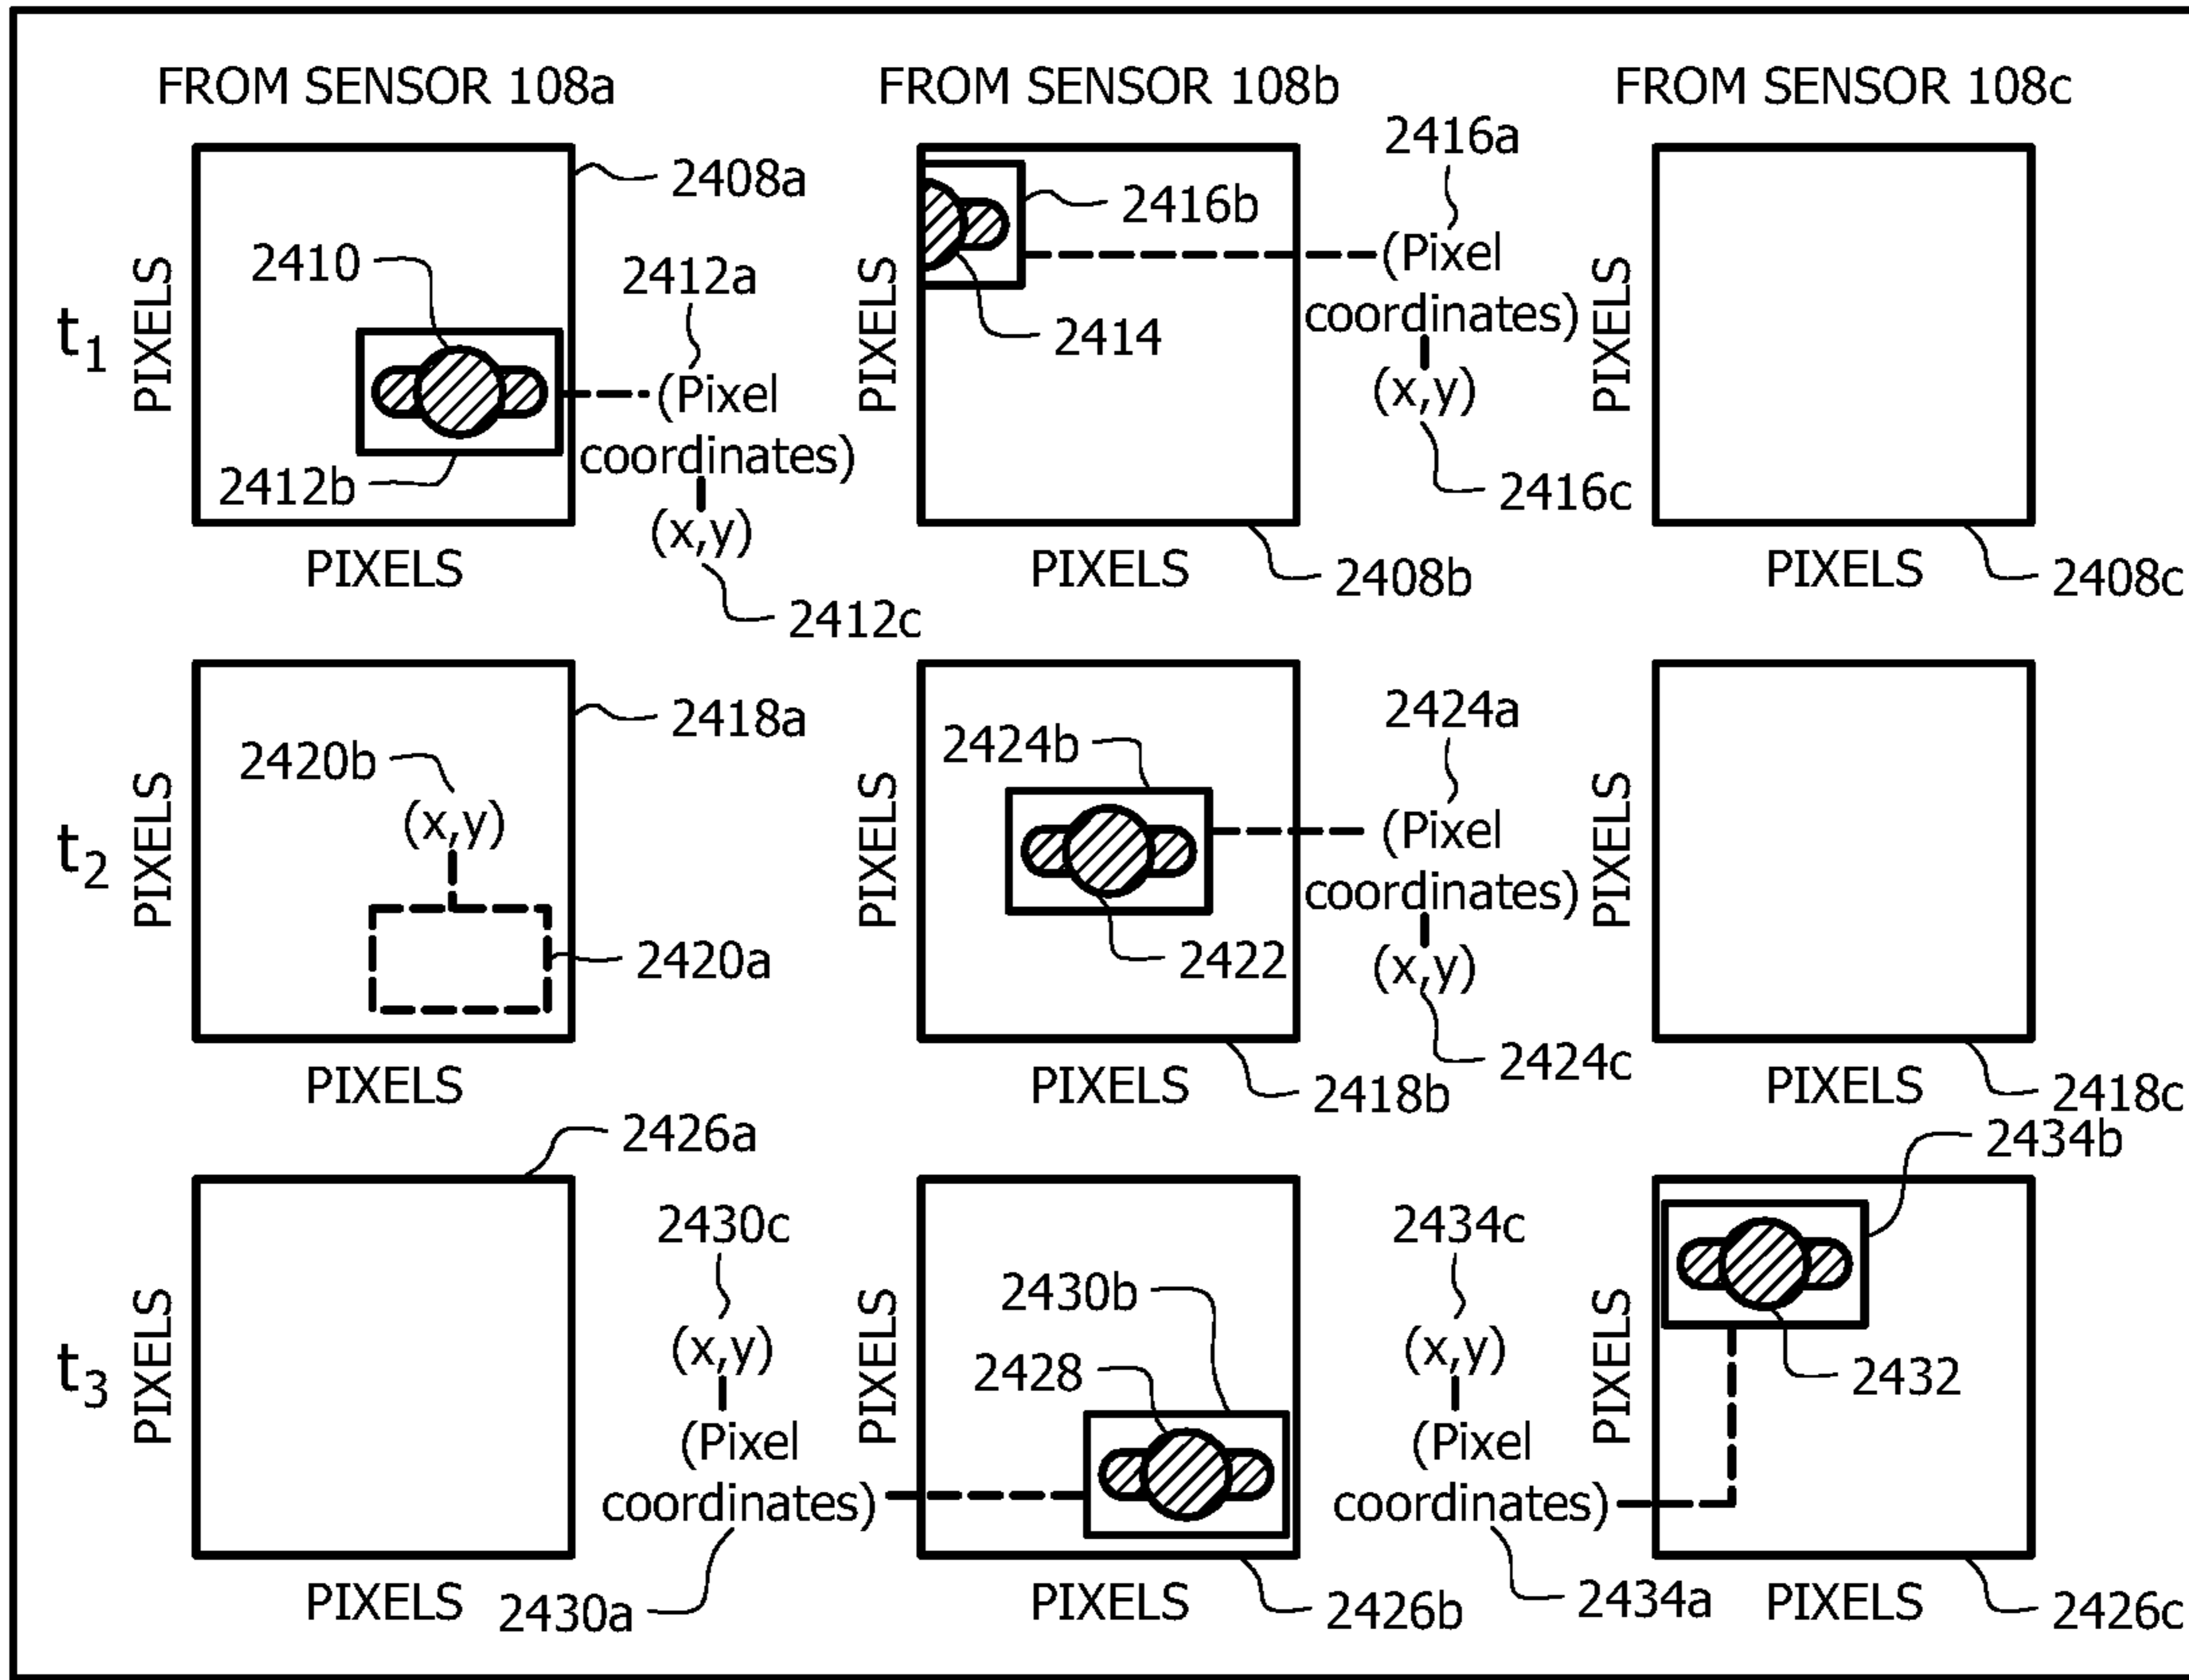 FROM SENSOR 108a
FROM SENSOR 108b
FROM SENSOR 108c
t1
PIXELS
2408a
2410
2412a
(Pixel
coordinates)
(x,y)
2412b
2412c
PIXELS
PIXELS
2416a
2416b
(Pixel
coordinates)
(x,y)
2414
2416c
PIXELS
2408b
PIXELS
PIXELS
2408c
t2
PIXELS
2418a
2420b
(x,y)
2420a
PIXELS
PIXELS
2424a
2424b
(Pixel
coordinates)
(x,y)
2422
2424c
PIXELS
2418b
PIXELS
PIXELS
2418c
t3
PIXELS
2426a
PIXELS
2430c
(x,y)
(Pixel
coordinates)
2430a
PIXELS
2430b
2428
PIXELS
2426b
2434c
(x,y)
(Pixel
coordinates)
2434a
PIXELS
2434b
2432
PIXELS
2426c